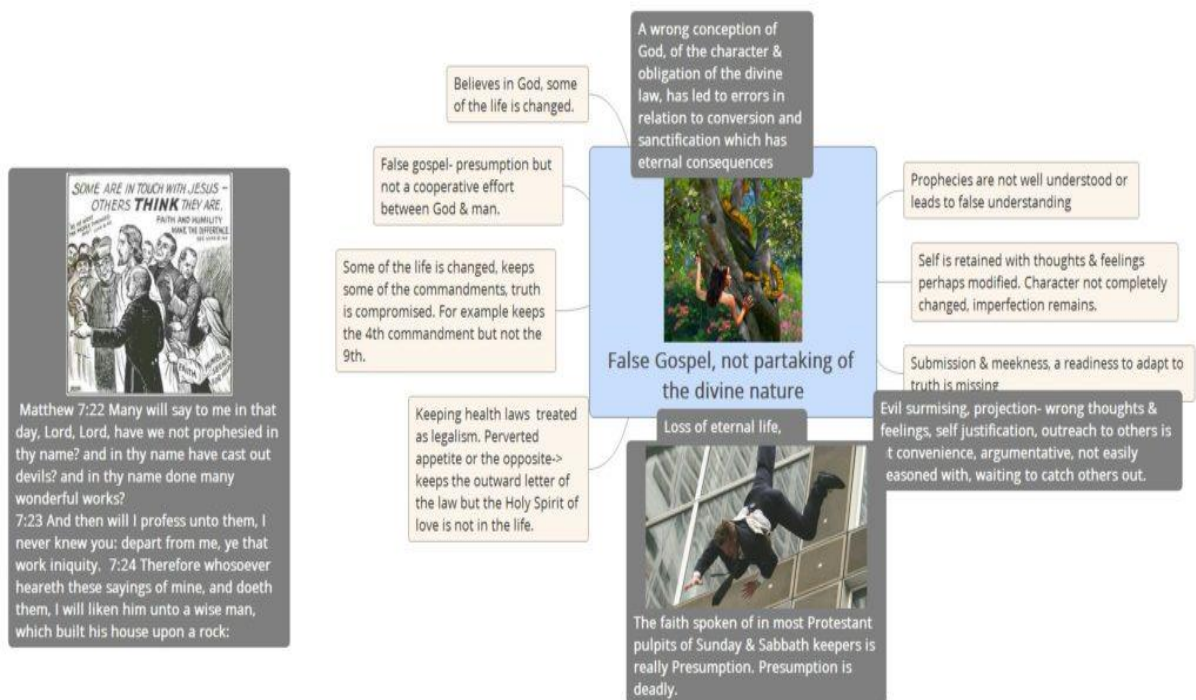 SOME ARE IN TOUCH WITH JESUS –
OTHERS THINK THEY ARE.
FAITH AND HUMILITY
MAKE THE DIFFERENCE.
FAITH
Matthew 7:22 Many will say to me in that
day, Lord, Lord, have we not prophesied in
thy name? and in thy name have cast out
devils? and in thy name done many
wonderful works?
7:23 And then will I profess unto them, I
never knew you: depart from me, ye that
work iniquity. 7:24 Therefore whosoever
heareth these sayings of mine, and doeth
them, I will liken him unto a wise man,
which built his house upon a rock:
Believes in God, some
of the life is changed.
False gospel- presumption but
not a cooperative effort
between God & man.
Some of the life is changed, keeps
some of the commandments, truth
is compromised. For example keeps
the 4th commandment but not the
9th.
Keeping health laws treated
as legalism. Perverted
appetite or the opposite->
keeps the outward letter of
the law but the Holy Spirit of
love is not in the life.
A wrong conception of
God, of the character &
obligation of the divine
law, has led to errors in
relation to conversion and
sanctification which has
eternal consequences
False Gospel, not partaking of
the divine nature
Loss of eternal life,
The faith spoken of in most Protestant
pulpits of Sunday & Sabbath keepers is
really Presumption. Presumption is
deadly.
Prophecies are not well understood or
leads to false understanding
Self is retained with thoughts & feelings
perhaps modified. Character not completely
changed, imperfection remains.
Submission & meekness, a readiness to adapt to
truth is missing
Evil surmising, projection- wrong thoughts &
feelings, self justification, outreach to others is
t convenience, argumentative, not easily
easoned with, waiting to catch others out.